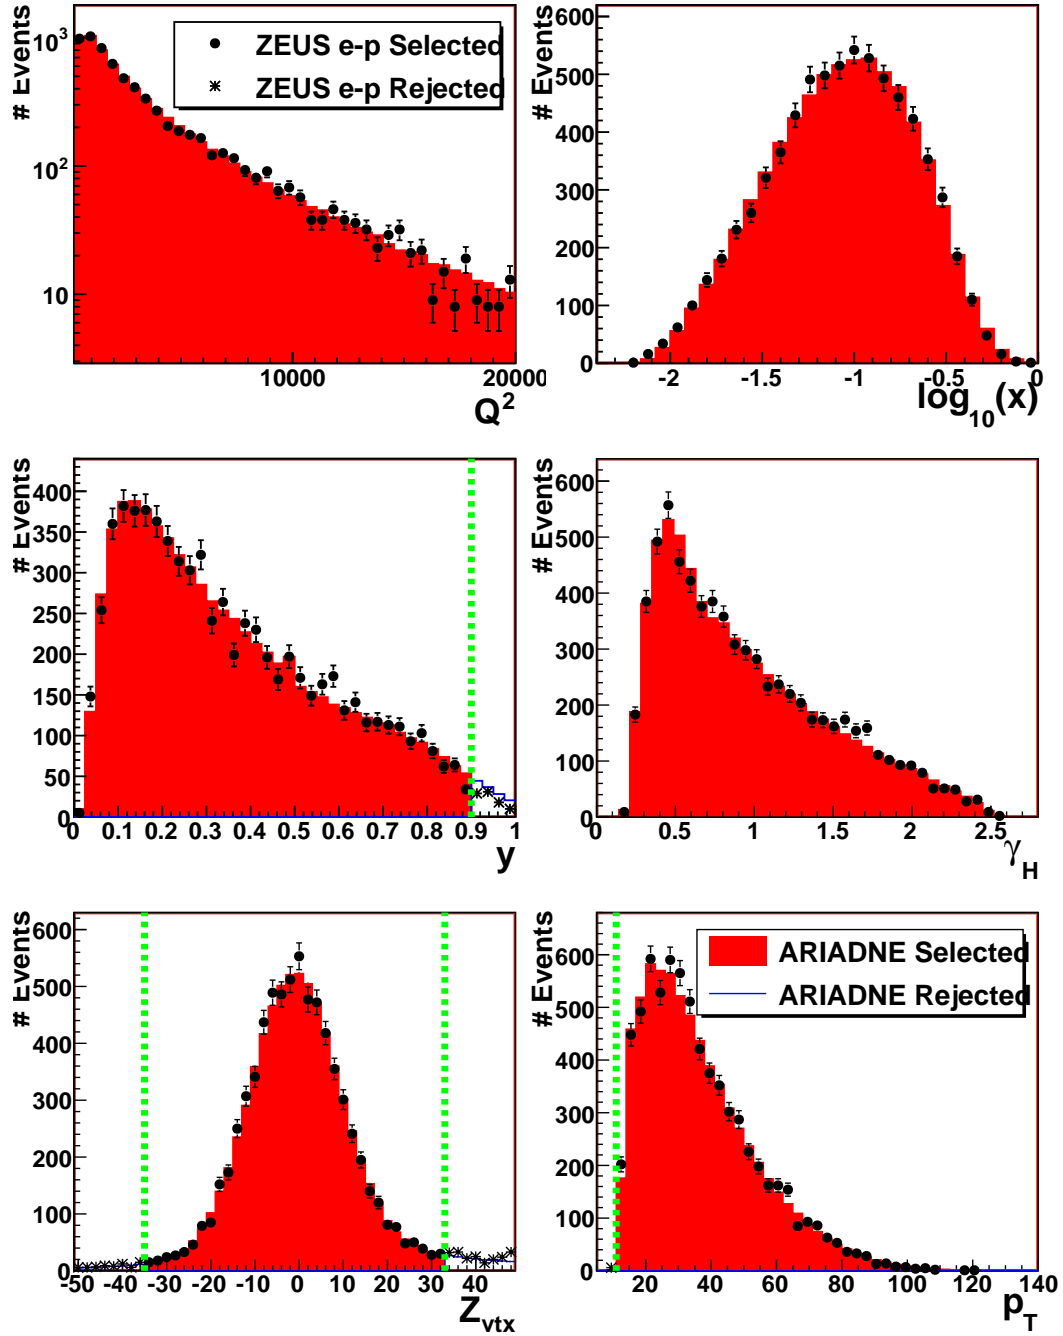 # Events
10³
10²
10
ZEUS e-p Selected
ZEUS e-p Rejected
10000 20000
Q²
# Events
600
500
400
300
200
100
0
-2 -1.5 -1 -0.5 0
log₁₀(x)
# Events
400
350
300
250
200
150
100
50
0
0 0.1 0.2 0.3 0.4 0.5 0.6 0.7 0.8 0.9 1
y
# Events
600
500
400
300
200
100
0
0 0.5 1 1.5 2 2.5
γ_H
# Events
600
500
400
300
200
100
0
-50 -40 -30 -20 -10 0 10 20 30 40
Z_vtx
# Events
600
500
400
300
200
100
0
ARIADNE Selected
ARIADNE Rejected
20 40 60 80 100 120 140
p_T